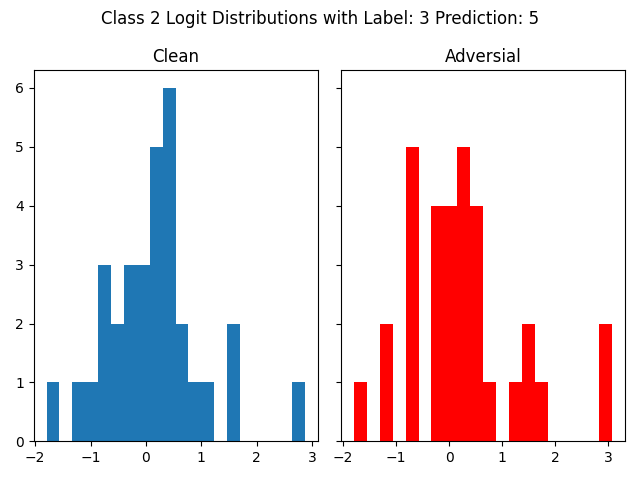 Class 2 Logit Distributions with Label: 3 Prediction: 5
Clean
Adversial
6
5
4
3
2
1
0
−2 −1 0 1 2 3
−2 −1 0 1 2 3